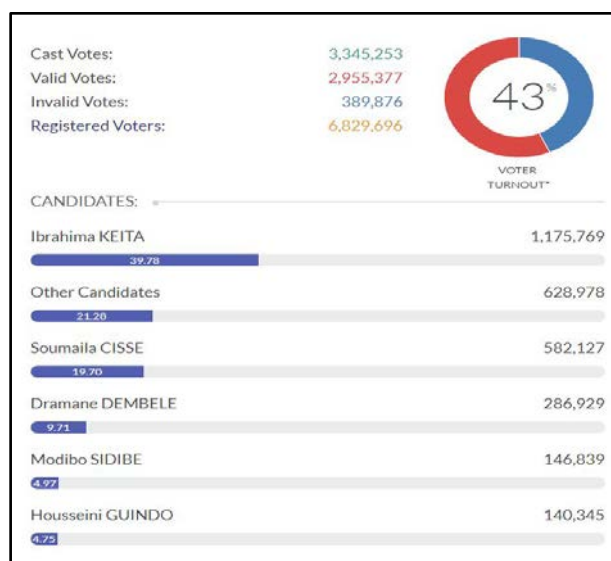 Cast Votes: 3,345,253
Valid Votes: 2,955,377
Invalid Votes: 389,876
Registered Voters: 6,829,696
43%
VOTER
TURNOUT*
CANDIDATES:
Ibrahima KEITA 1,175,769
39.78
Other Candidates 628,978
21.28
Soumaila CISSE 582,127
19.70
Dramane DEMBELE 286,929
9.71
Modibo SIDIBE 146,839
4.97
Housseini GUINDO 140,345
4.75